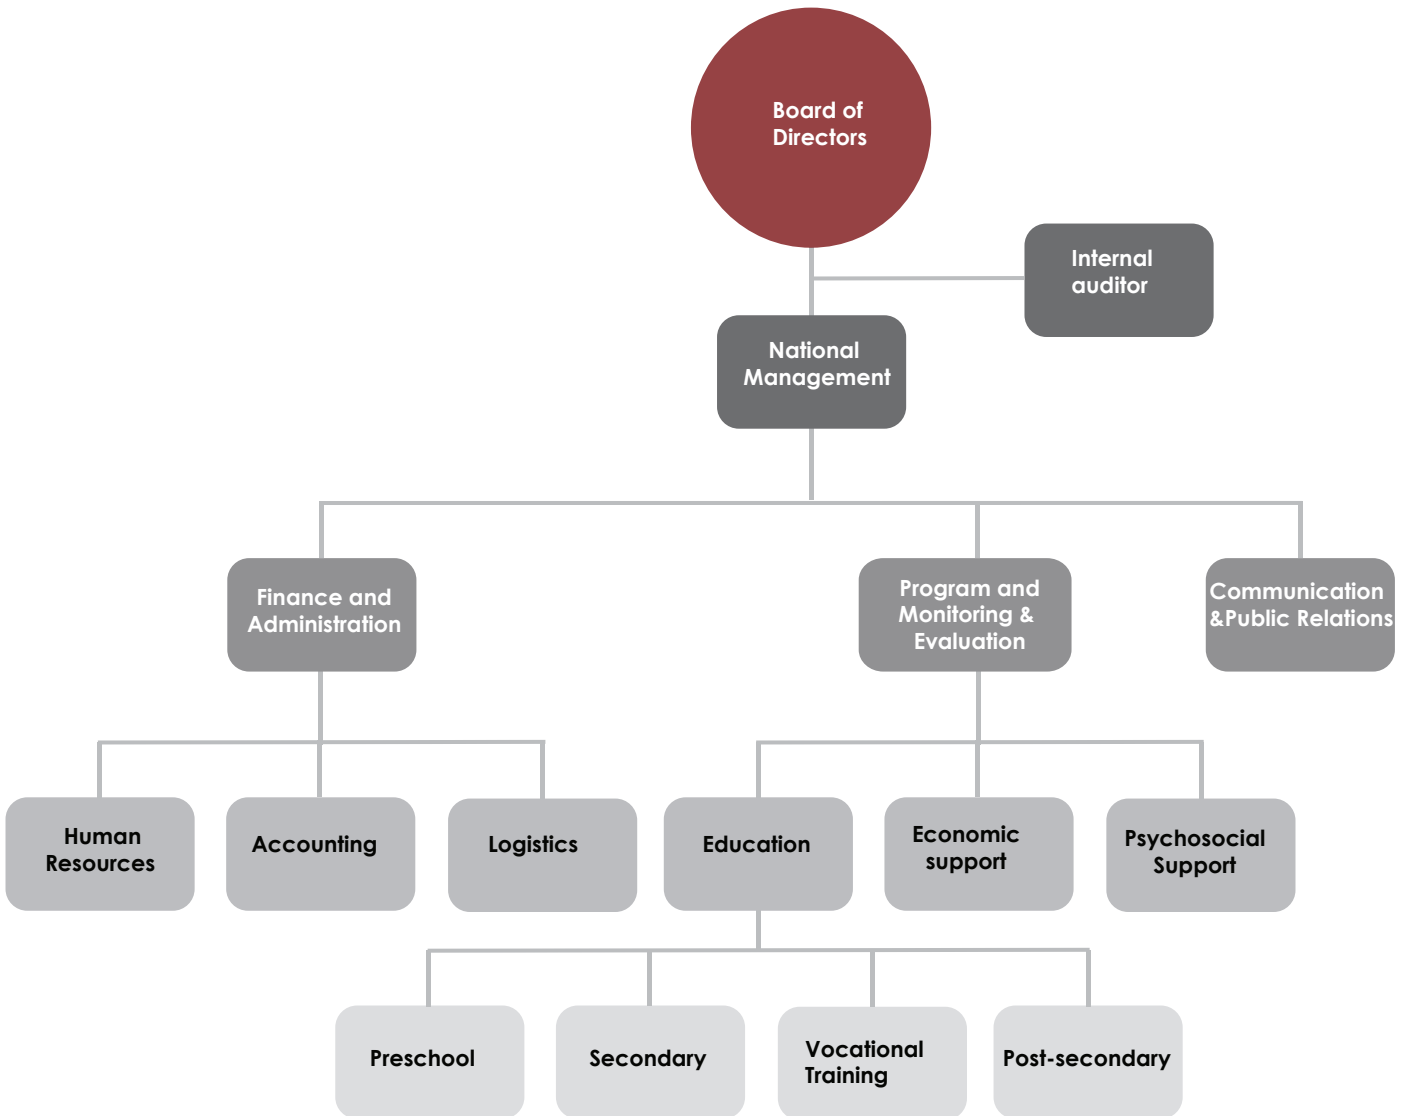 Board of
Directors
Internal
auditor
National
Management
Finance and
Administration
Program and
Monitoring &
Evaluation
Communication
&Public Relations
Human
Resources
Accounting
Logistics
Education
Economic
support
Psychosocial
Support
Preschool
Secondary
Vocational
Training
Post-secondary